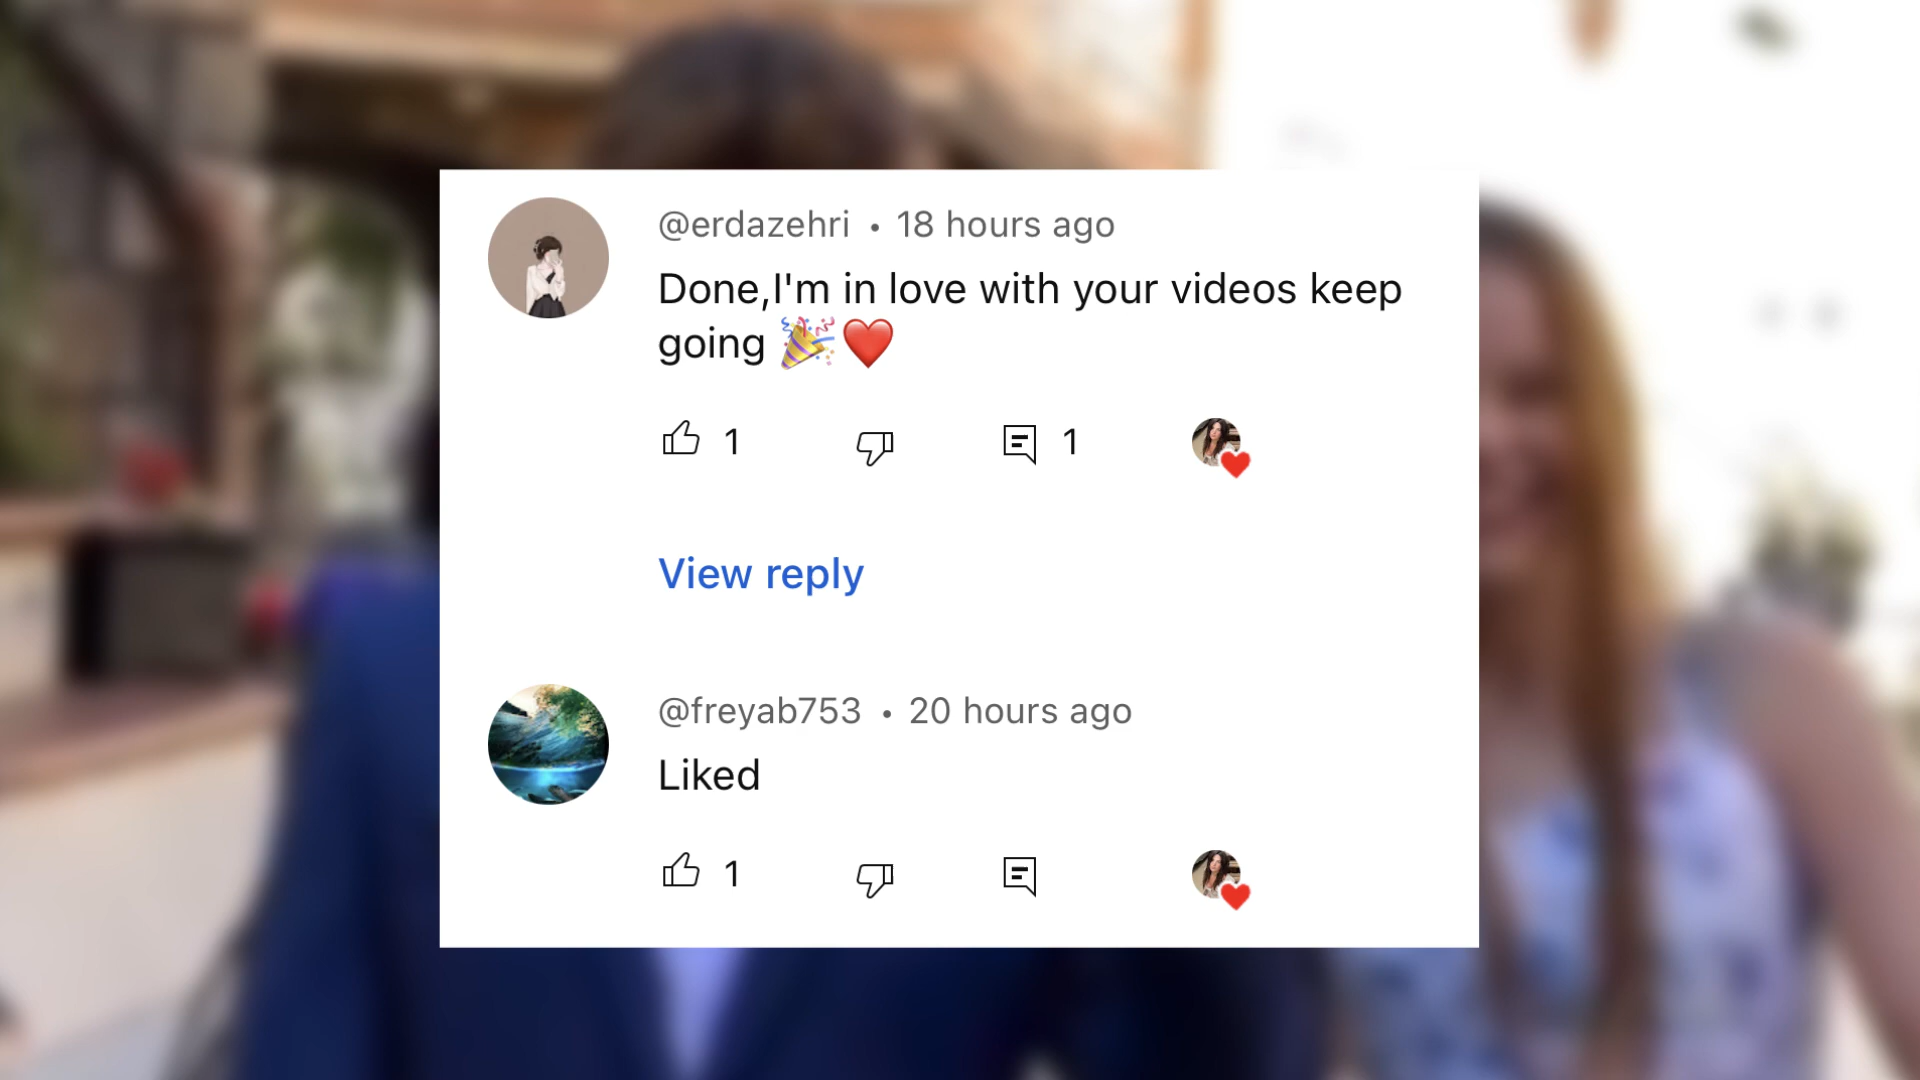 @erdazehri • 18 hours ago
Done,I'm in love with your videos keep
going 🎉❤️
1
1
View reply
@freyab753 • 20 hours ago
Liked
1